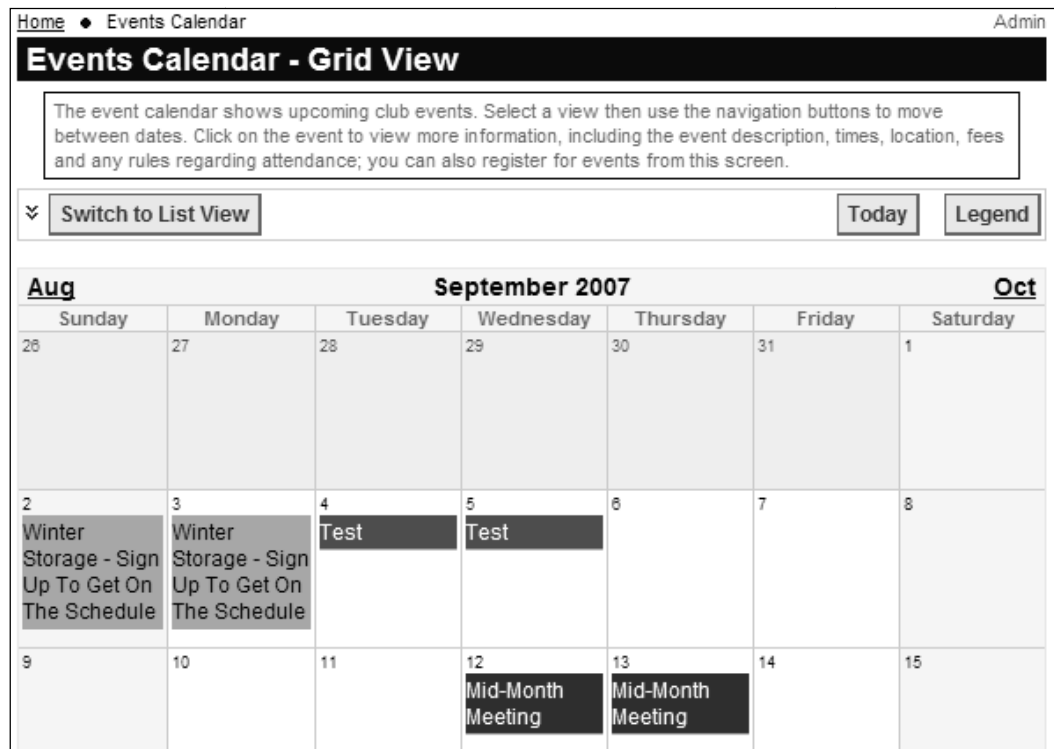 Home ● Events Calendar Admin
Events Calendar - Grid View
The event calendar shows upcoming club events. Select a view then use the navigation buttons to move
between dates. Click on the event to view more information, including the event description, times, location, fees
and any rules regarding attendance; you can also register for events from this screen.
Switch to List View Today Legend
Aug September 2007 Oct
Sunday Monday Tuesday Wednesday Thursday Friday Saturday
26 27 28 29 30 31 1
2 3 4 5 6 7 8
Winter Winter Test Test
Storage - Sign Storage - Sign
Up To Get On Up To Get On
The Schedule The Schedule
9 10 11 12 13 14 15
Mid-Month Mid-Month
Meeting Meeting